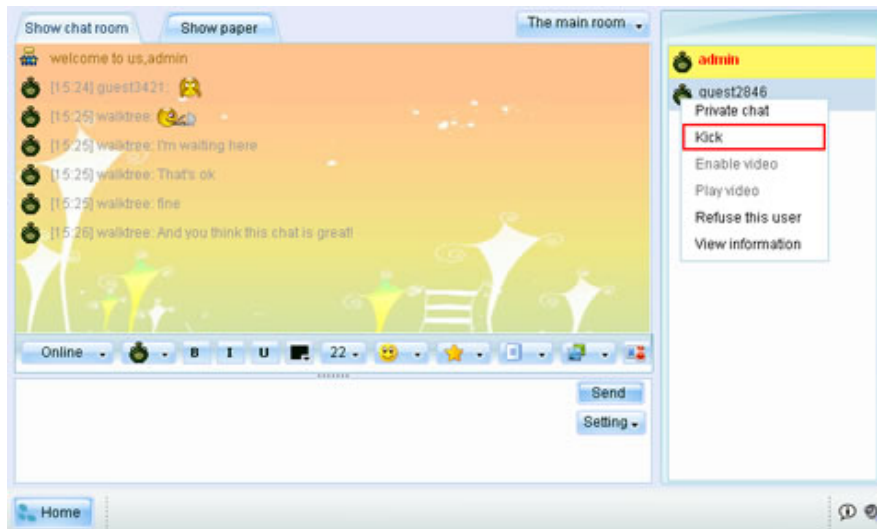 Show chat room
Show paper
The main room
welcome to us,admin
[15:24] guest3421:
[15:25] walktree:
[15:25] walktree: I'm waiting here
[15:25] walktree: That's ok
[15:25] walktree: fine
[15:26] walktree: And you think this chat is great!
Online
B I U
22
Send
Setting
Home
admin
guest2846
Private chat
Kick
Enable video
Play video
Refuse this user
View information